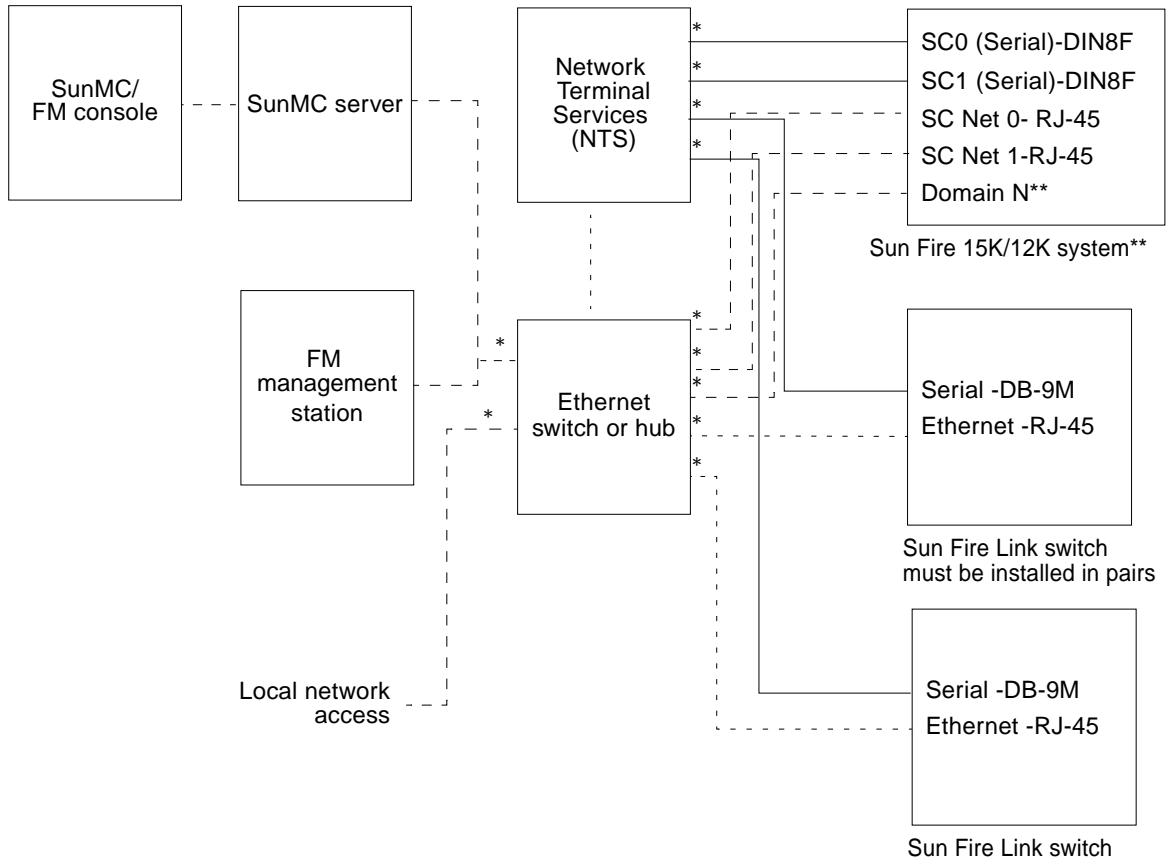 SunMC/
FM console
SunMC server
Network
Terminal
Services
(NTS)
*
*
*
*
SC0 (Serial)-DIN8F
SC1 (Serial)-DIN8F
SC Net 0- RJ-45
SC Net 1-RJ-45
Domain N**
Sun Fire 15K/12K system**
FM
management
station
*
*
Ethernet
switch or hub
*
*
*
*
*
Serial -DB-9M
Ethernet -RJ-45
Sun Fire Link switch
must be installed in pairs
Local network
access
Serial -DB-9M
Ethernet -RJ-45
Sun Fire Link switch